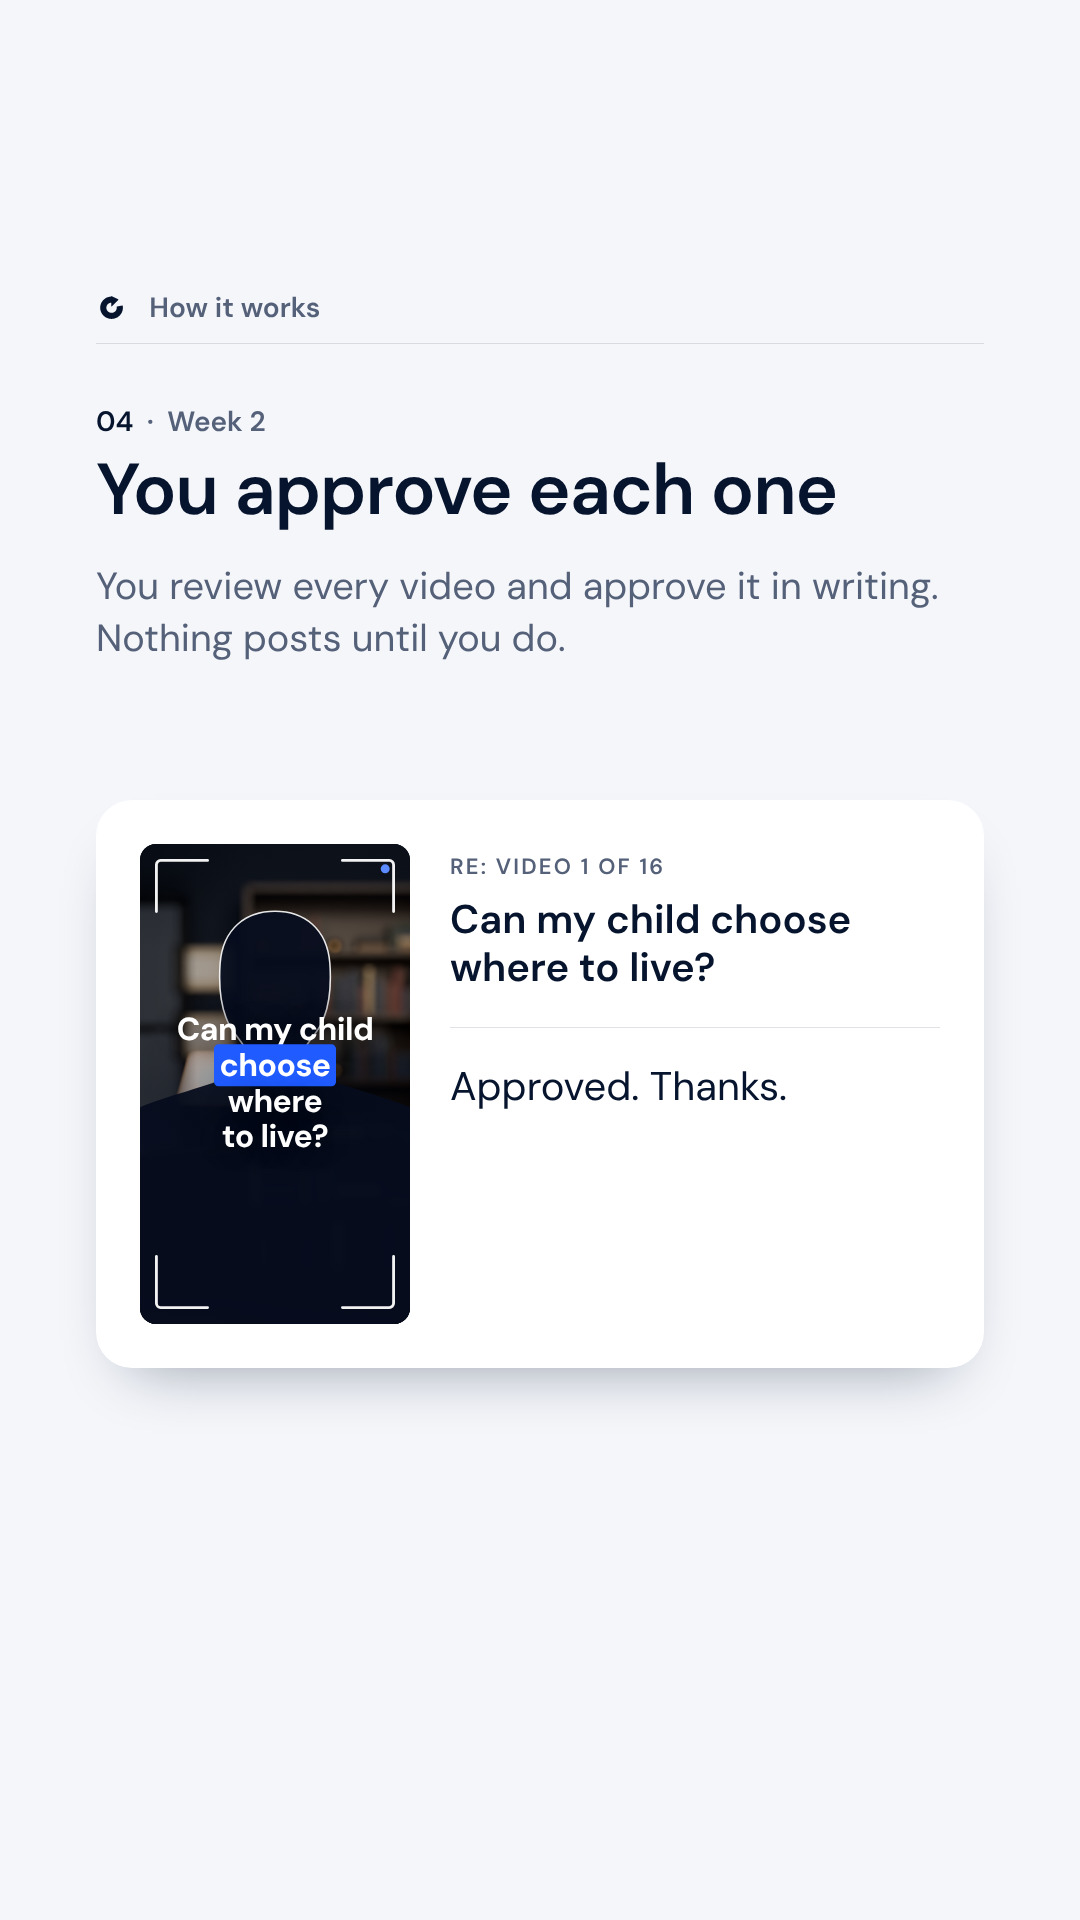 How it works
04 · Week 2
You approve each one
You review every video and approve it in writing.
Nothing posts until you do.
Can my child
choose
where
to live?
RE: VIDEO 1 OF 16
Can my child choose
where to live?
Approved. Thanks.